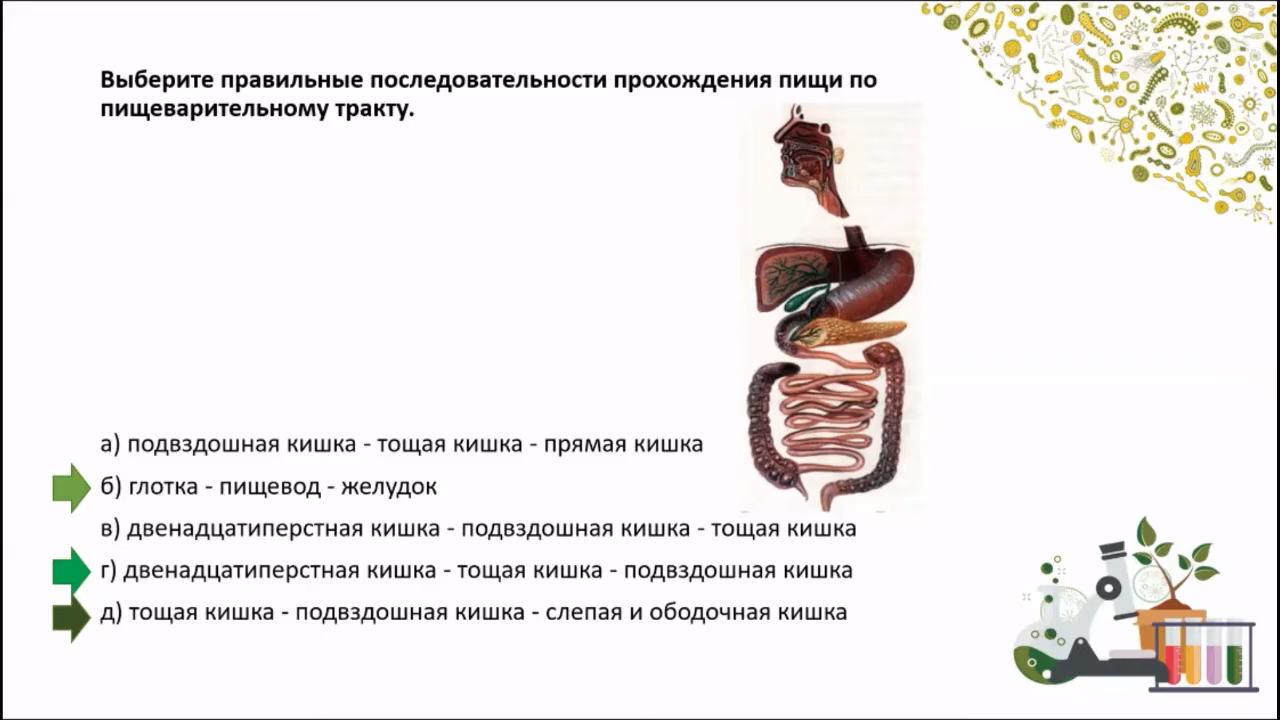 Выберите правильные последовательности прохождения пищи по
пищеварительному тракту.
а) подвздошная кишка - тощая кишка - прямая кишка
б) глотка - пищевод - желудок
в) двенадцатиперстная кишка - подвздошная кишка - тощая кишка
г) двенадцатиперстная кишка - тощая кишка - подвздошная кишка
д) тощая кишка - подвздошная кишка - слепая и ободочная кишка